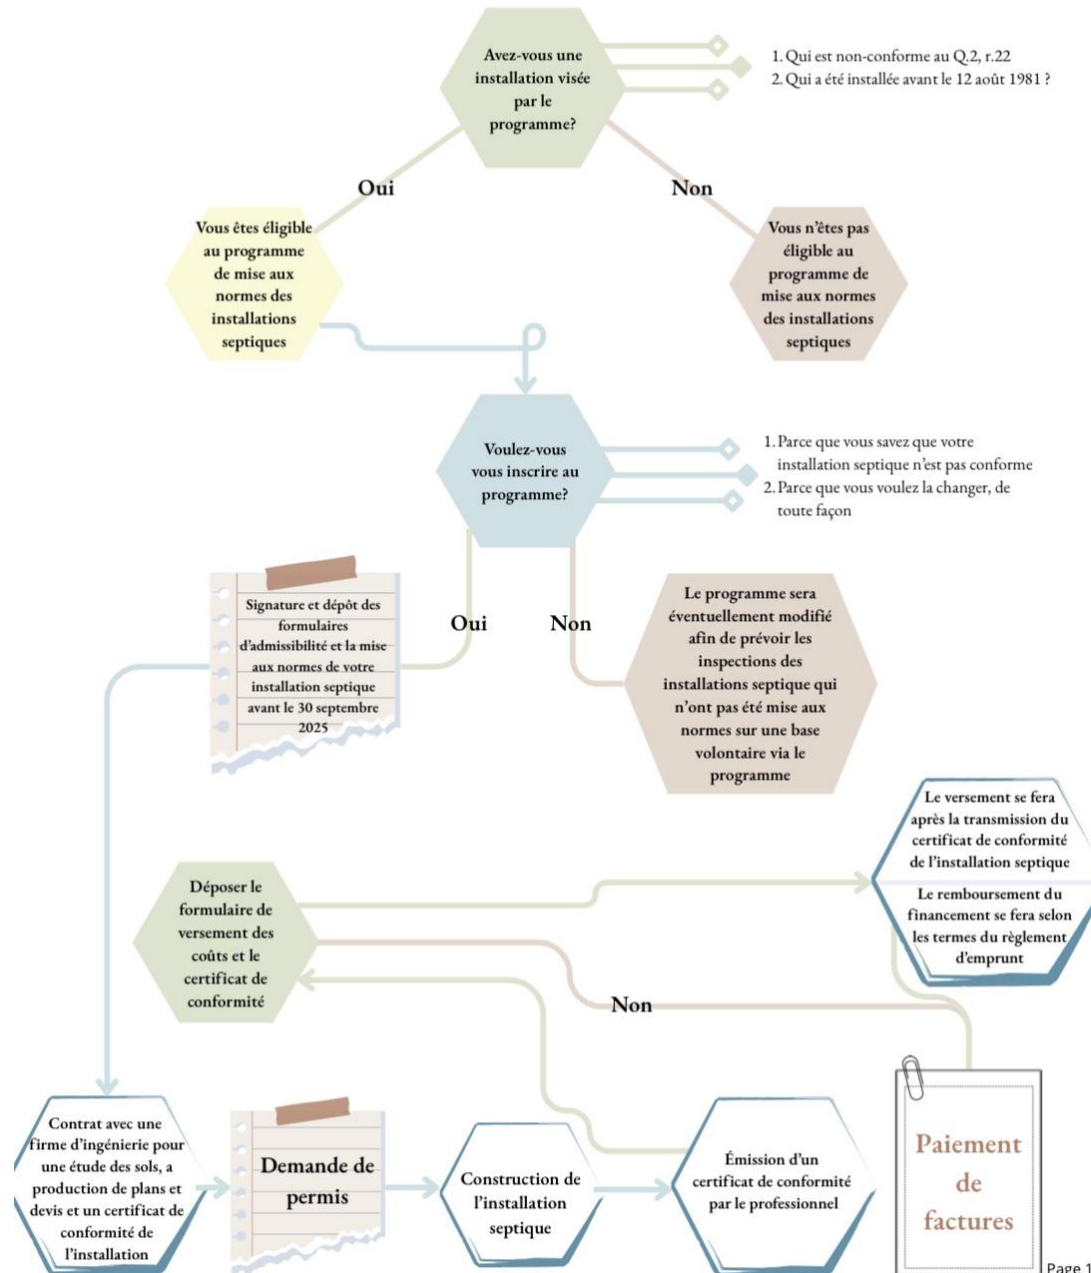 Avez-vous une
installation visée
par le
programme?
1. Qui est non-conforme au Q.2, r.22
2. Qui a été installée avant le 12 août 1981 ?
Oui
Non
Vous êtes éligible
au programme
de mise aux
normes des
installations
septiques
Vous n'êtes pas
éligible au
programme de
mise aux normes
des installations
septiques
Voulez-vous
vous inscrire au
programme?
1. Parce que vous savez que votre
installation septique n'est pas conforme
2. Parce que vous voulez la changer, de
toute façon
Oui
Non
Signature et dépôt des
formulaires
d'admissibilité et la mise
aux normes de votre
installation septique
avant le 30 septembre
2025
Le programme sera
éventuellement modifié
afin de prévoir les
inspections des
installations septique qui
n'ont pas été mise aux
normes sur une base
volontaire via le
programme
Le versement se fera
après la transmission du
certificat de conformité
de l'installation septique
Le remboursement du
financement se fera selon
les termes du règlement
d'emprunt
Déposer le
formulaire de
versement des
coûts et le
certificat de
conformité
Non
Contrat avec une
firme d'ingénierie pour
une étude des sols, a
production de plans et
devis et un certificat de
conformité de
l'installation
Demande de
permis
Construction de
l'installation
septique
Émission d'un
certificat de conformité
par le professionnel
Paiement
de
factures
Page 1